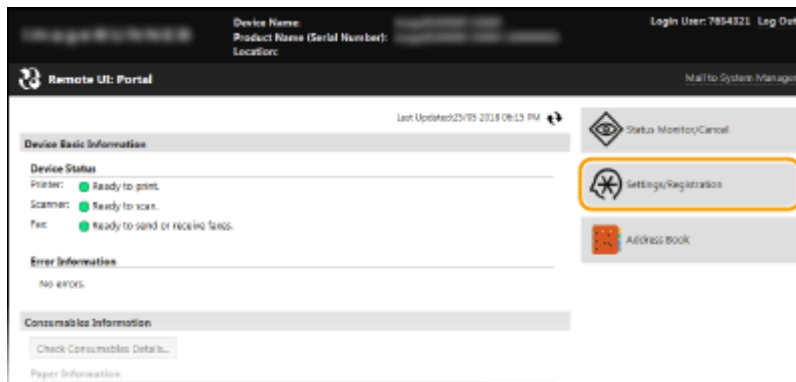 imageRUNNER
Device Name:
Product Name (Serial Number):
Location:
Login User: 7654321 Log Out
Remote UI: Portal
Mail to System Manager
Last Updated:25/05 2018 06:15 PM
Device Basic Information
Device Status
Printer: Ready to print.
Scanner: Ready to scan.
Fax: Ready to send or receive faxes.
Error Information
No errors.
Consumables Information
Check Consumables Details...
Paper Information
Status Monitor/Cancel
Settings/Registration
Address Book